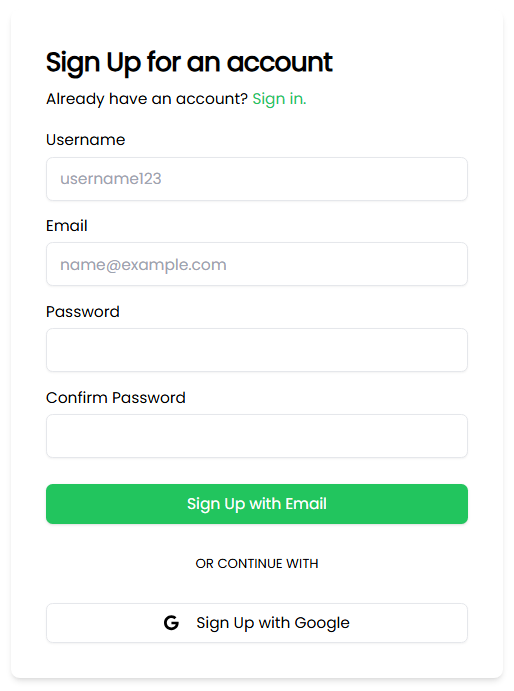 Sign Up for an account
Already have an account? Sign in.
Username
username123
Email
name@example.com
Password
Confirm Password
Sign Up with Email
OR CONTINUE WITH
G Sign Up with Google